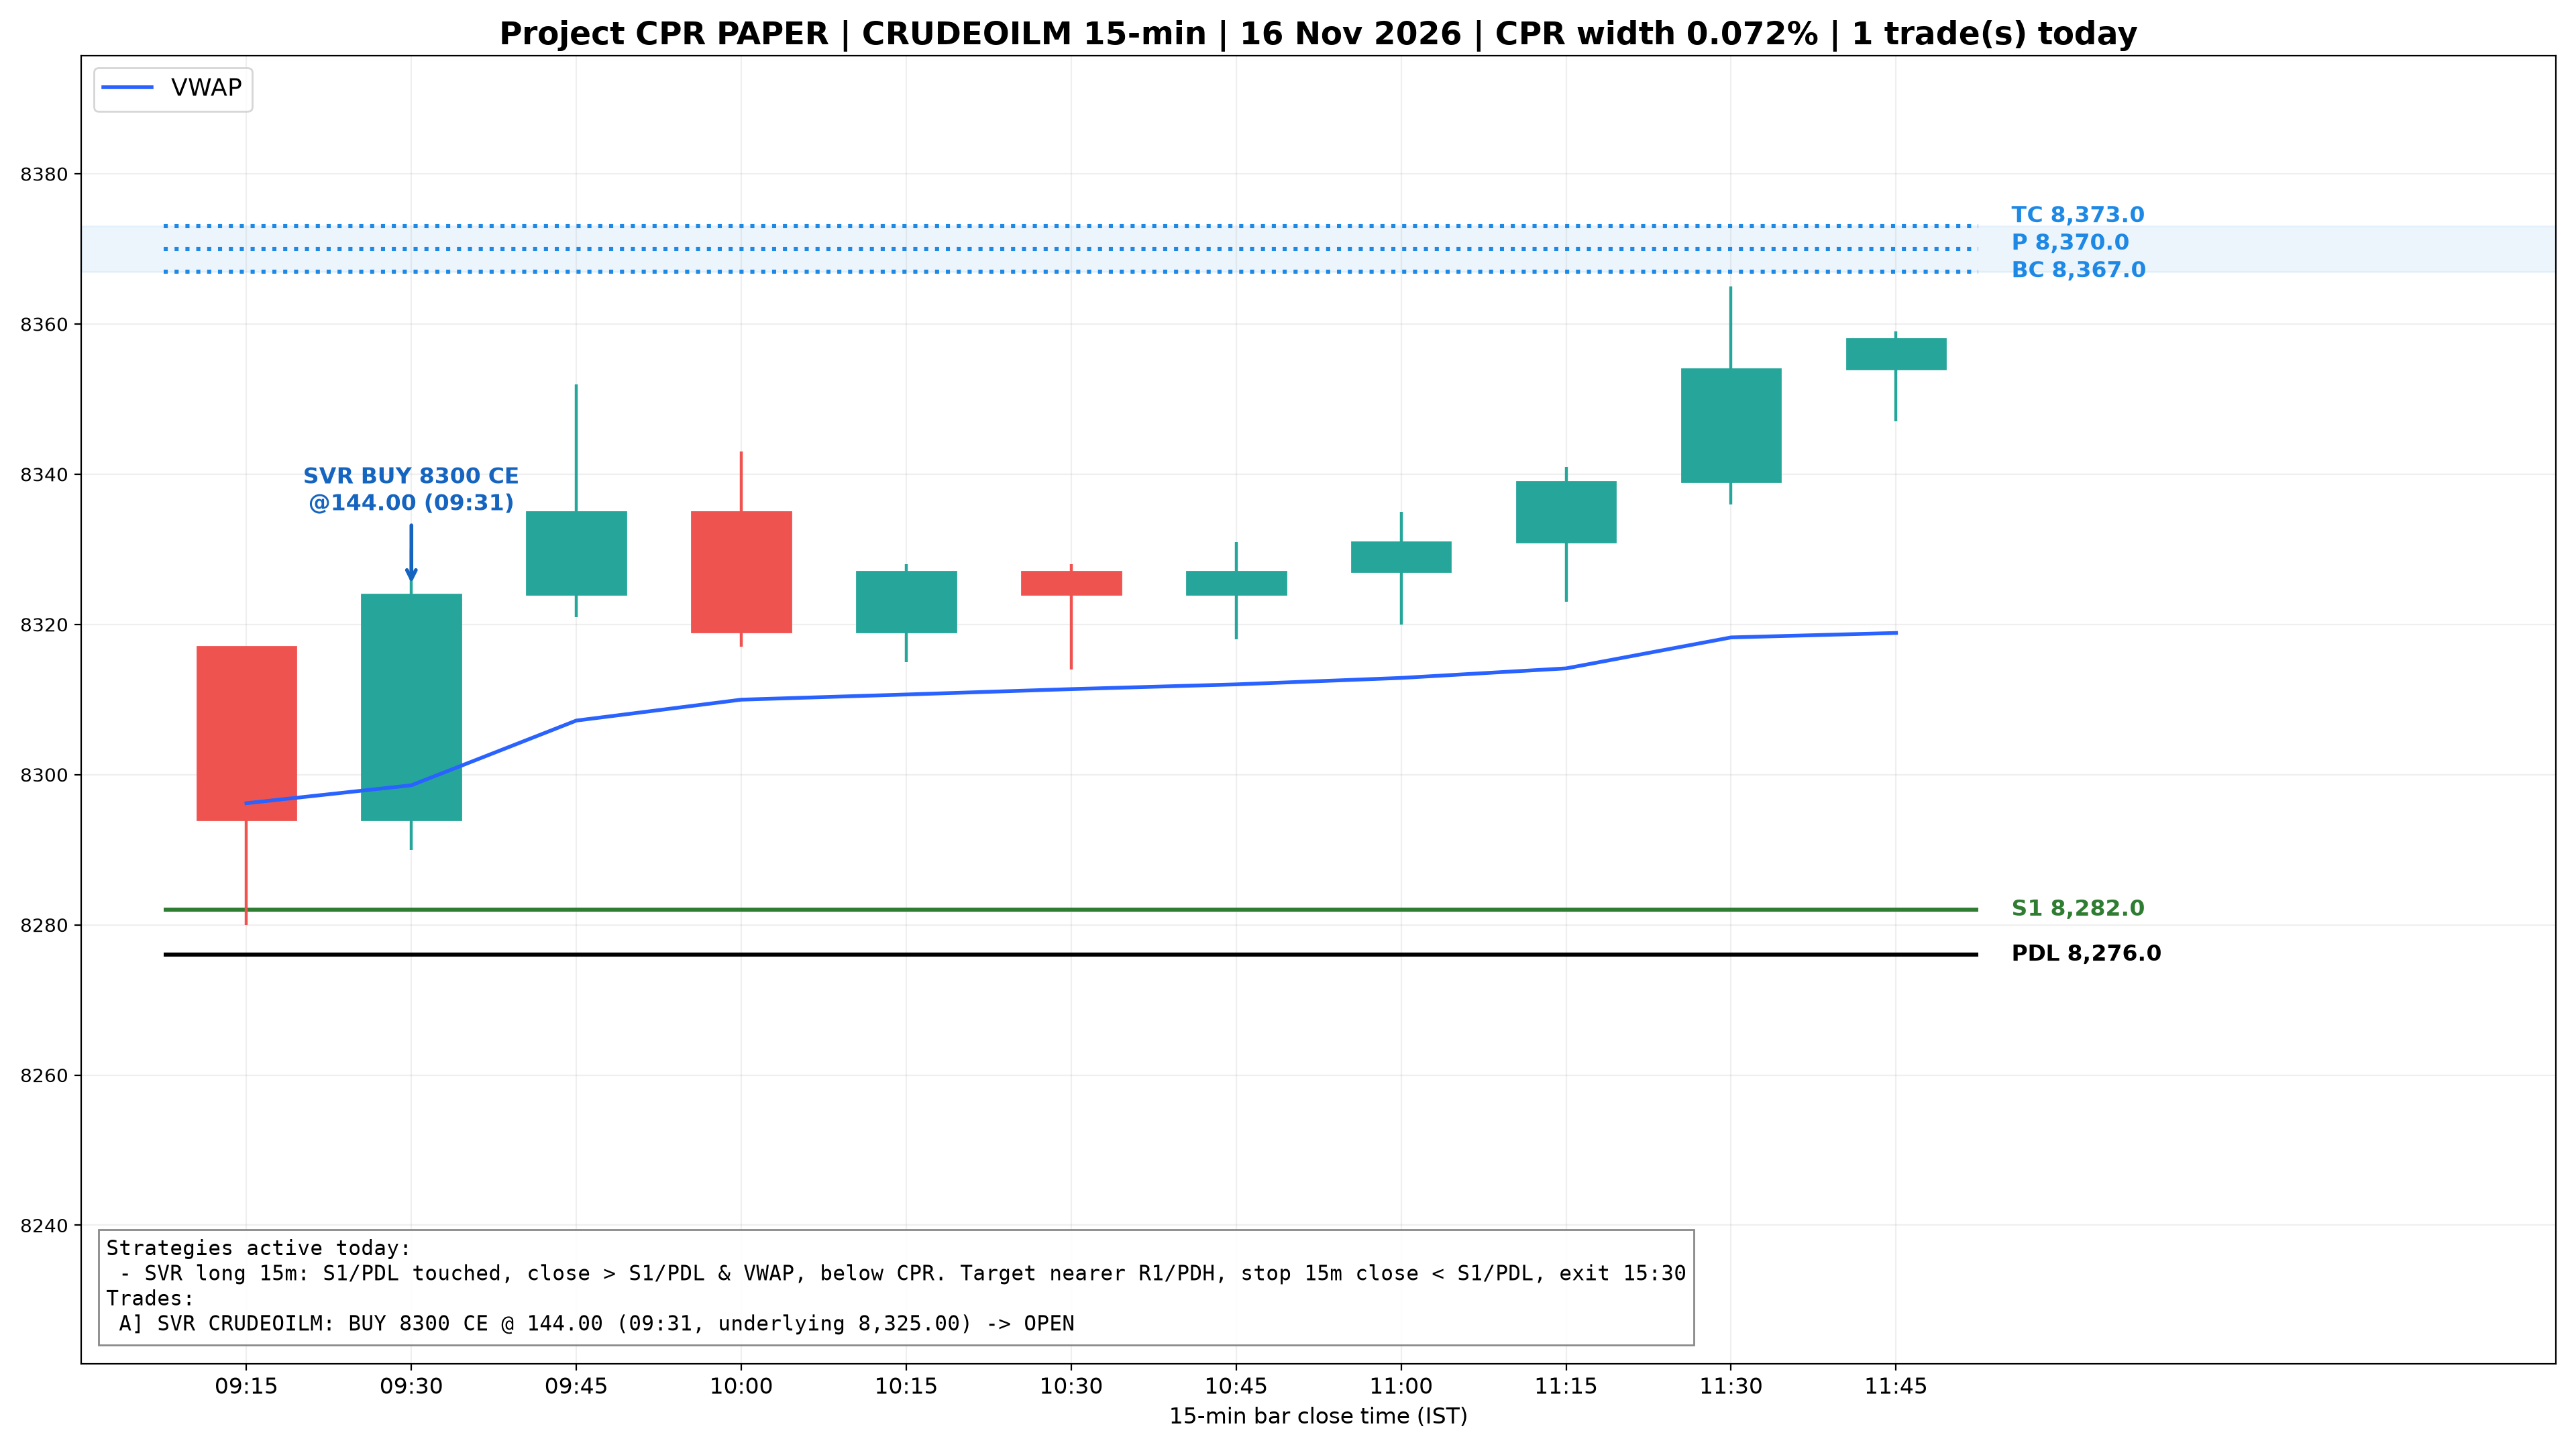 Project CPR PAPER | CRUDEOILM 15-min | 16 Nov 2026 | CPR width 0.072% | 1 trade(s) today
VWAP
8380
8360
8340
8320
8300
8280
8260
8240
TC 8,373.0
P 8,370.0
BC 8,367.0
SVR BUY 8300 CE
@144.00 (09:31)
S1 8,282.0
PDL 8,276.0
Strategies active today:
- SVR long 15m: S1/PDL touched, close > S1/PDL & VWAP, below CPR. Target nearer R1/PDH, stop 15m close < S1/PDL, exit 15:30
Trades:
A] SVR CRUDEOILM: BUY 8300 CE @ 144.00 (09:31, underlying 8,325.00) -> OPEN
09:15 09:30 09:45 10:00 10:15 10:30 10:45 11:00 11:15 11:30 11:45
15-min bar close time (IST)